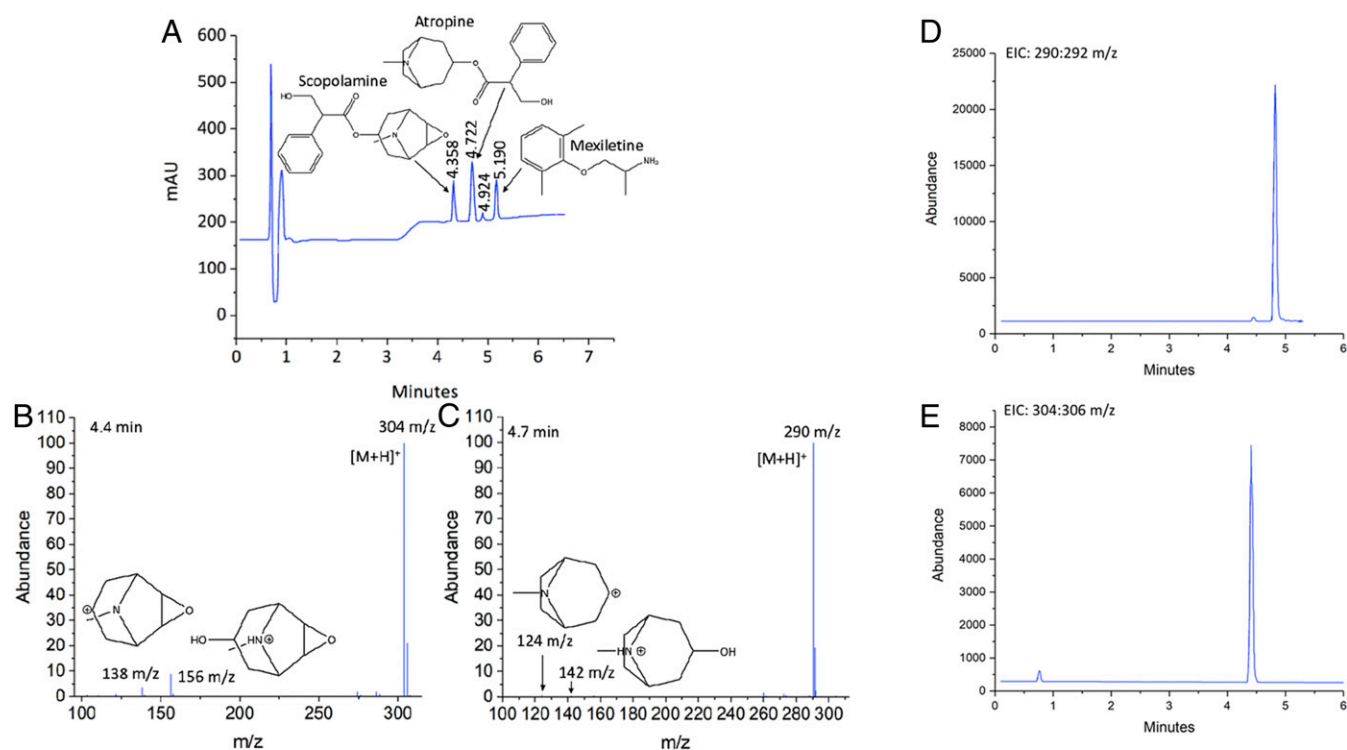 A
Atropine
Scopolamine
Mexiletine
HO
O
O
N
O
N
O
O
OH
O
NH₂
4.358
4.722
4.924
5.190
mAU
600
500
400
300
200
100
0
0 1 2 3 4 5 6 7
Minutes
B
4.4 min
304 m/z
[M+H]⁺
Abundance
110
100
90
80
70
60
50
40
30
20
10
0
N
O
HO
HN
O
138 m/z
156 m/z
100 150 200 250 300
m/z
C
4.7 min
290 m/z
[M+H]⁺
Abundance
110
100
90
80
70
60
50
40
30
20
10
0
N
124 m/z
HN
OH
142 m/z
100 120 140 160 180 200 220 240 260 280 300
m/z
D
EIC: 290:292 m/z
Abundance
25000
20000
15000
10000
5000
0
0 1 2 3 4 5 6
Minutes
E
EIC: 304:306 m/z
Abundance
8000
7000
6000
5000
4000
3000
2000
1000
0
0 1 2 3 4 5 6
Minutes